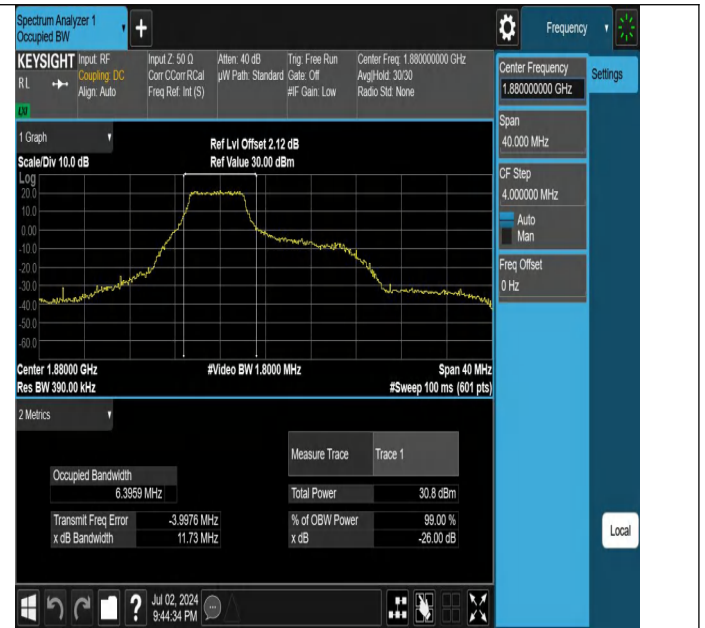 Spectrum Analyzer 1
Occupied BW
+
Frequency
KEYSIGHT
RL
Input: RF
Coupling: DC
Align: Auto
Input Z: 50 Ω
Corr CCorr RCal
Freq Ref: Int (S)
Atten: 40 dB
µW Path: Standard
Trig: Free Run
Gate: Off
#IF Gain: Low
Center Freq: 1.880000000 GHz
Avg|Hold: 30/30
Radio Std: None
Center Frequency
1.880000000 GHz
Settings
Span
40.000 MHz
CF Step
4.000000 MHz
Auto
Man
Freq Offset
0 Hz
1 Graph
Scale/Div 10.0 dB
Ref Lvl Offset 2.12 dB
Ref Value 30.00 dBm
Log
20.0
10.0
0.00
-10.0
-20.0
-30.0
-40.0
-50.0
-60.0
Center 1.88000 GHz
#Video BW 1.8000 MHz
Span 40 MHz
Res BW 390.00 kHz
#Sweep 100 ms (601 pts)
2 Metrics
Measure Trace
Trace 1
Occupied Bandwidth
6.3959 MHz
Total Power
30.8 dBm
Transmit Freq Error
-3.9976 MHz
% of OBW Power
99.00 %
x dB Bandwidth
11.73 MHz
x dB
-26.00 dB
Local
?
Jul 02, 2024
9:44:34 PM